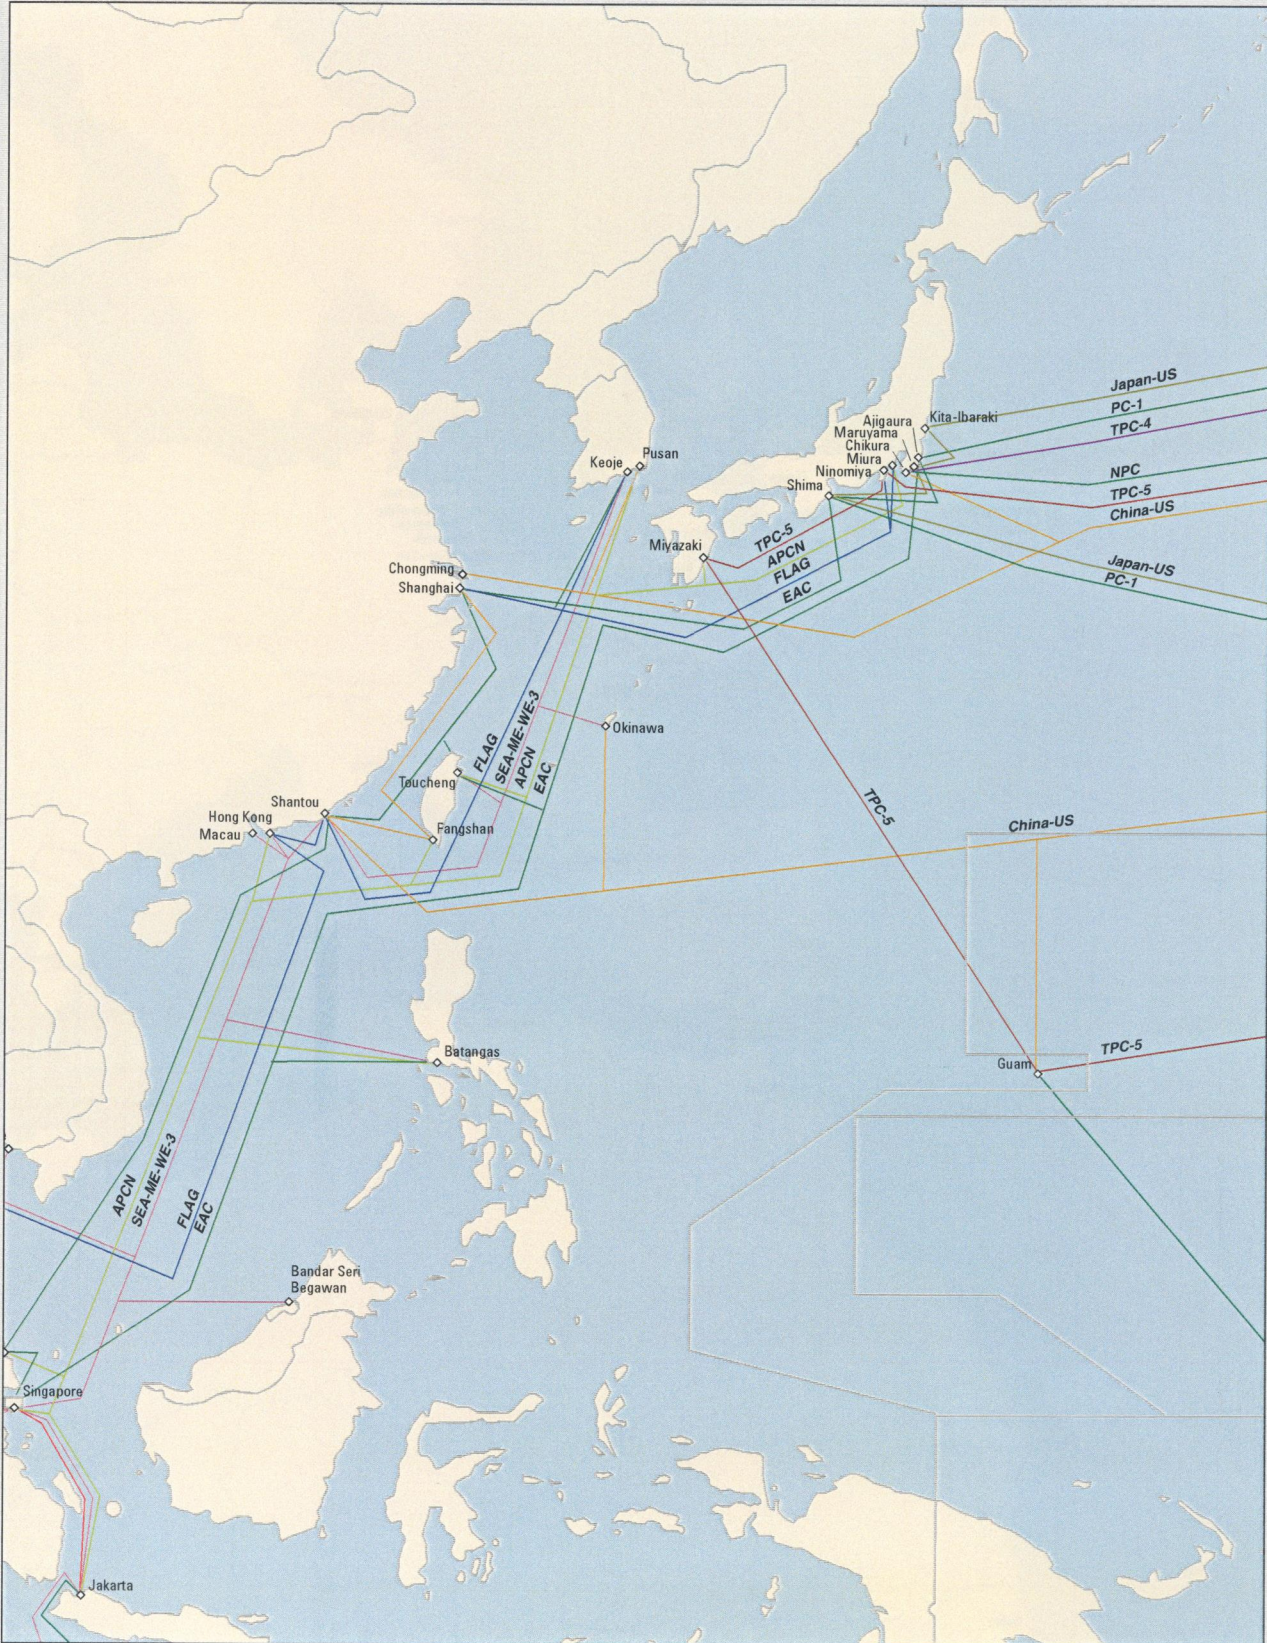 Japan-US
PC-1
TPC-4
NPC
TPC-5
China-US
Japan-US
PC-1
Kita-Ibaraki
Ajigaura
Maruyama
Chikura
Miura
Ninomiya
Shima
Pusan
Keoje
Miyazaki
TPC-5
APCN
FLAG
EAC
Chongming
Shanghai
Okinawa
FLAG
SEA-ME-WE-3
APCN
EAC
Toucheng
Shantou
Hong Kong
Macau
Fangshan
TPC-5
China-US
Batangas
Guam
TPC-5
APCN
SEA-ME-WE-3
FLAG
EAC
Bandar Seri
Begawan
Singapore
Jakarta